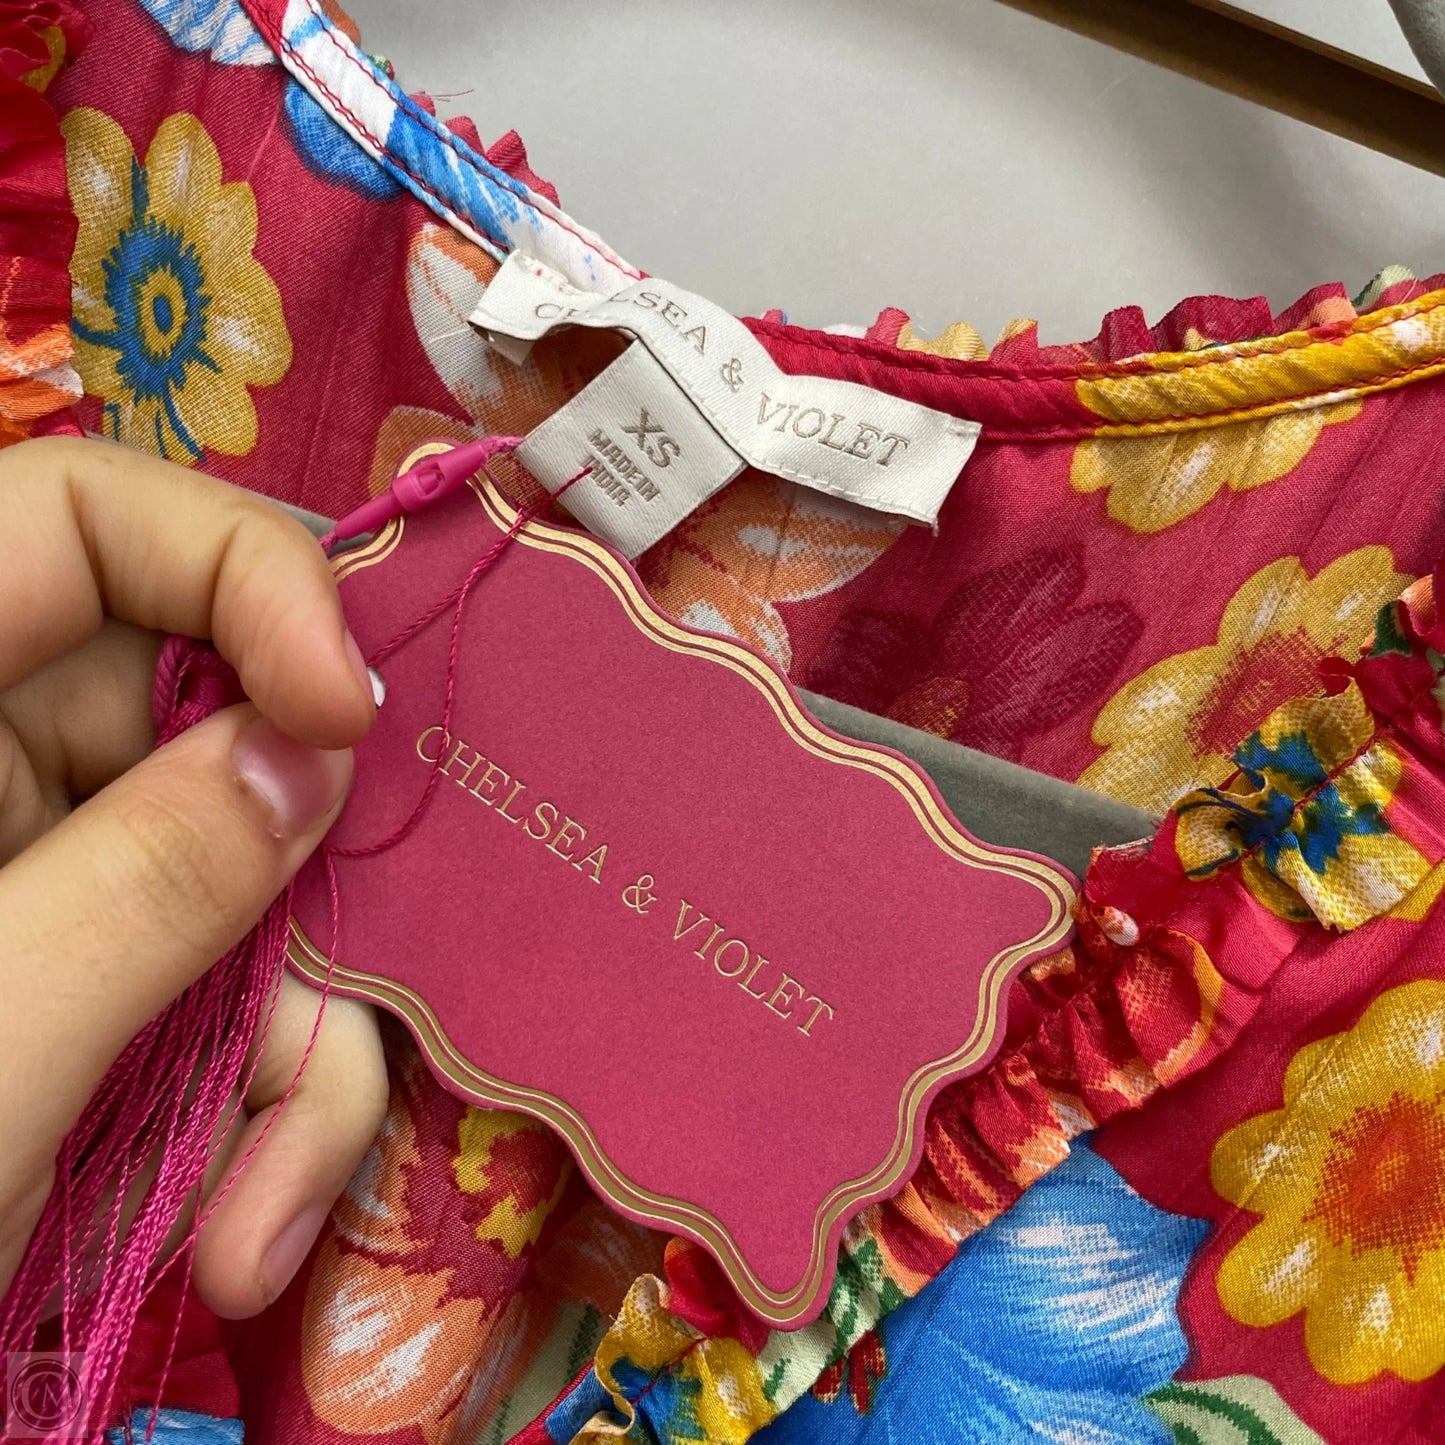 CHELSEA & VIOLET
XS
MADE IN
INDIA
CHELSEA & VIOLET